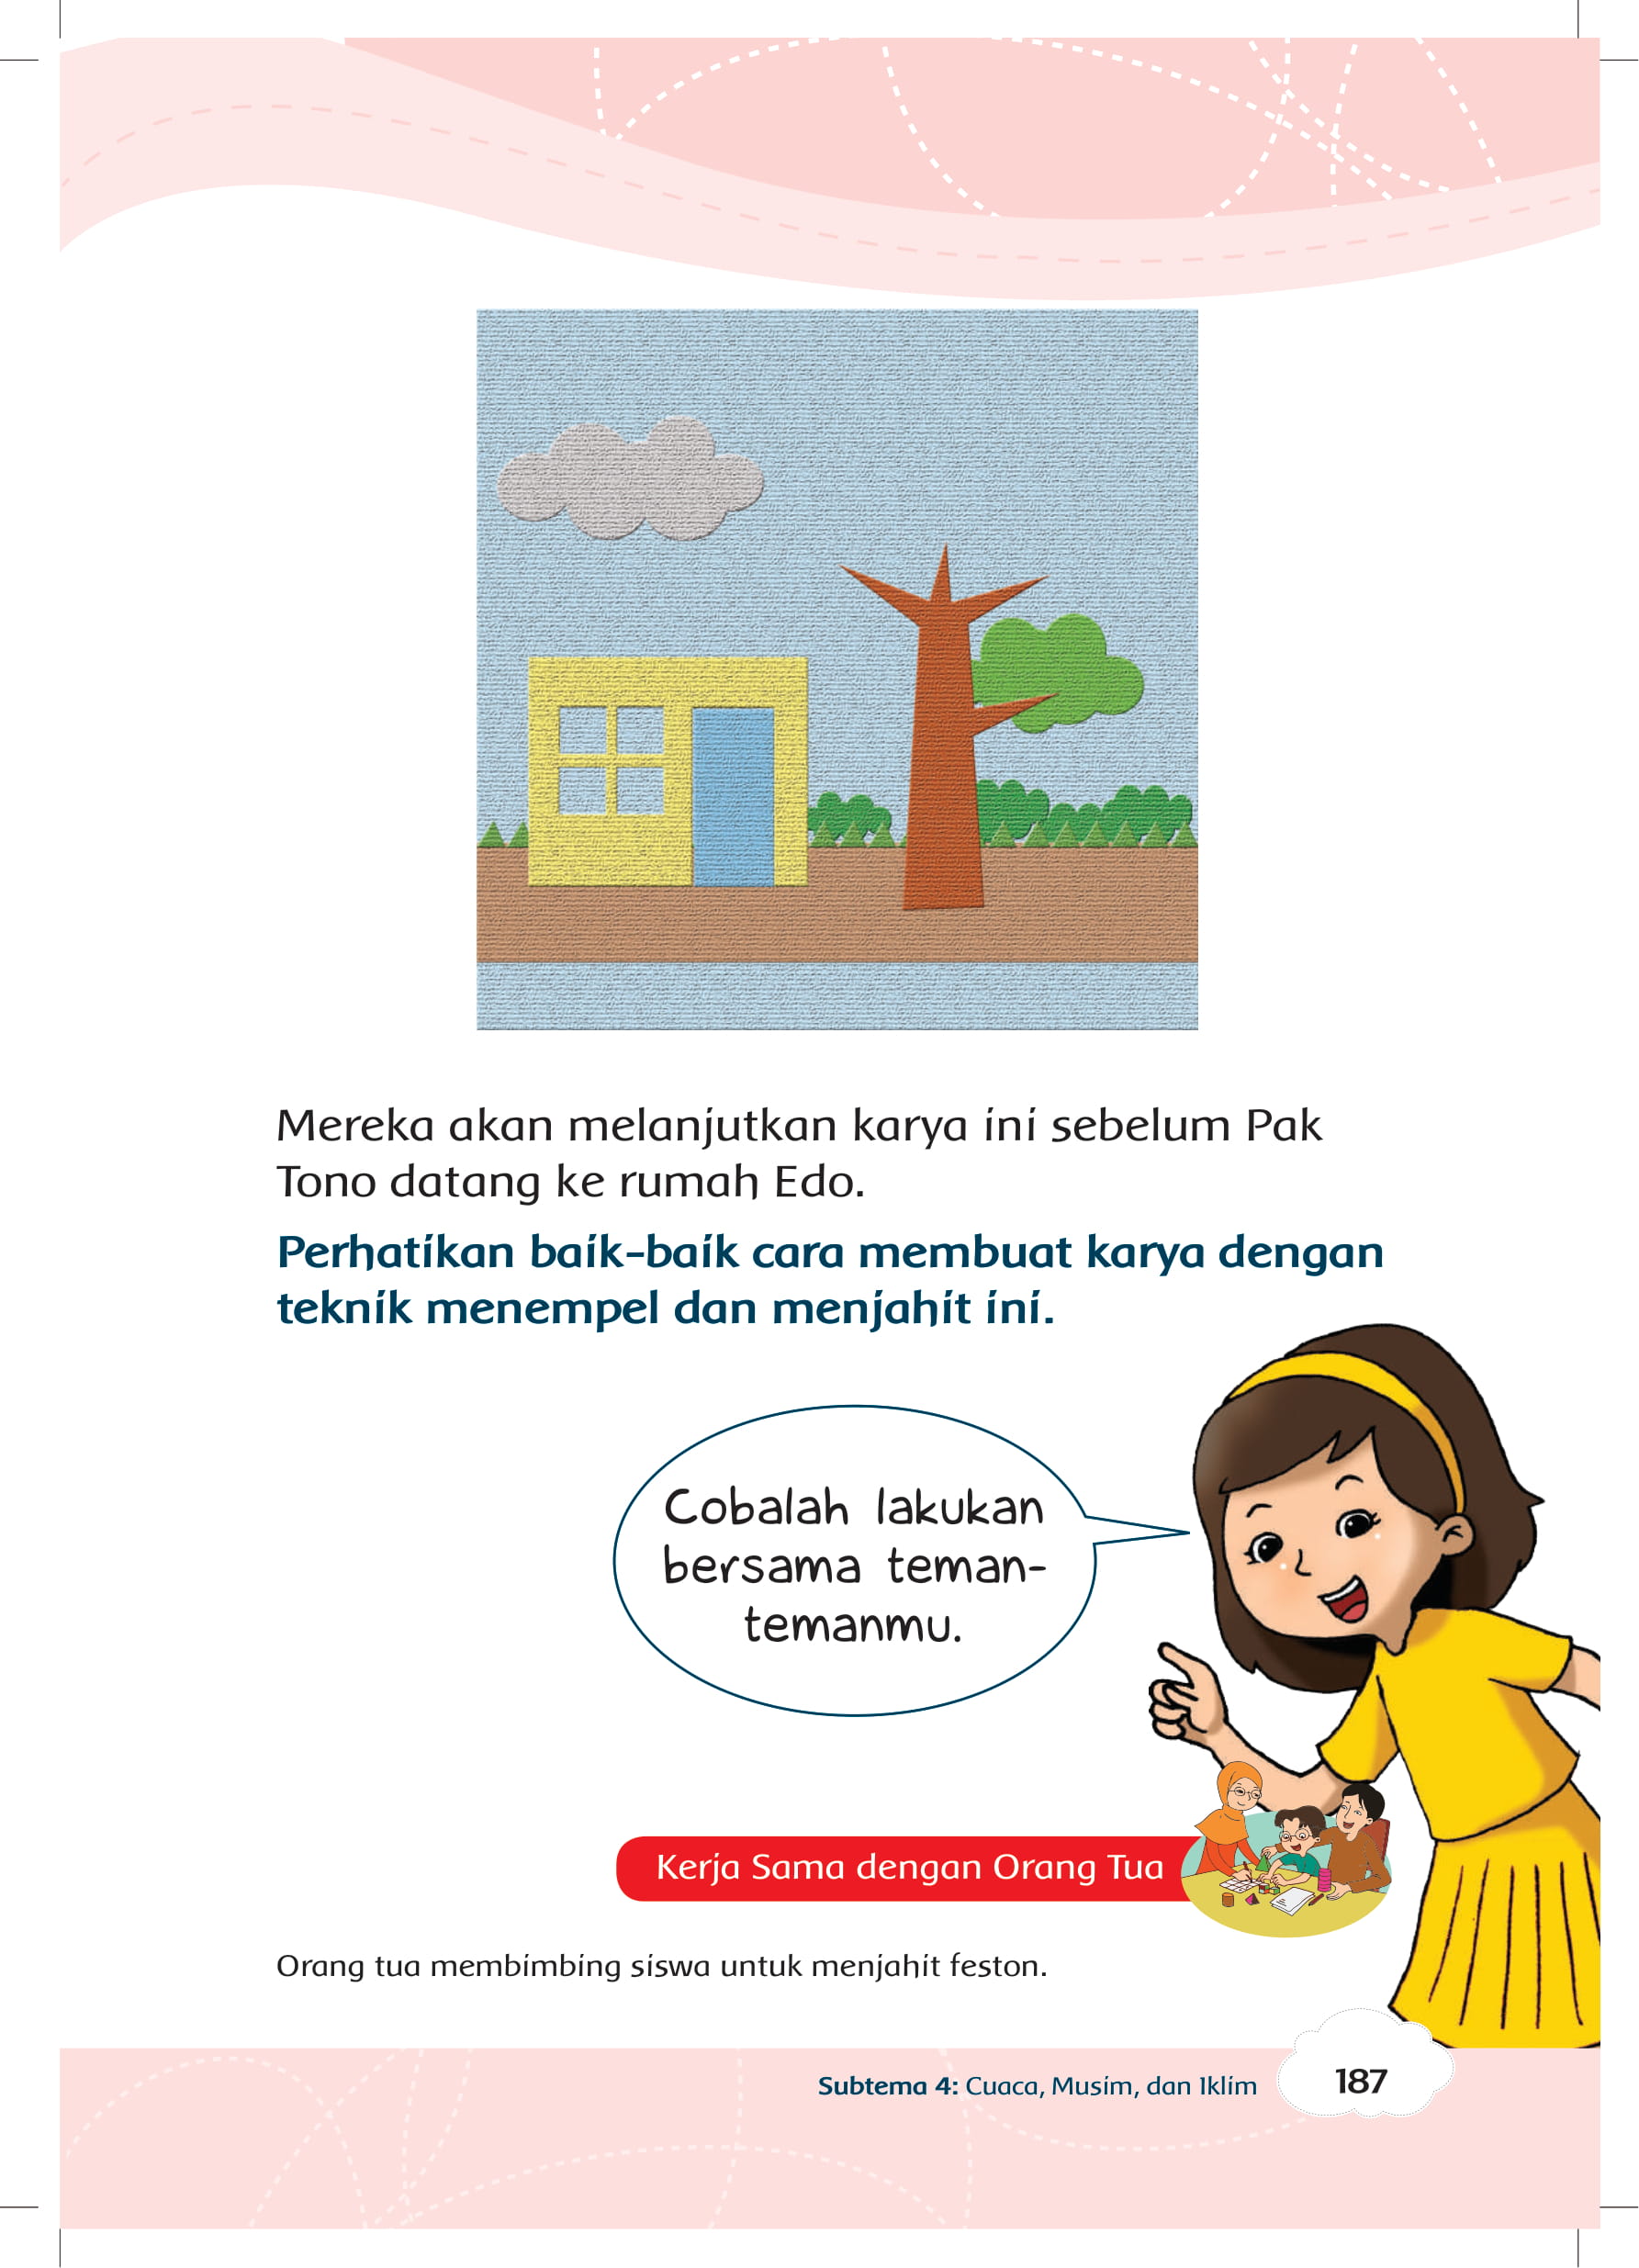 Mereka akan melanjutkan karya ini sebelum Pak
Tono datang ke rumah Edo.
Perhatikan baik-baik cara membuat karya dengan
teknik menempel dan menjahit ini.
Cobalah lakukan
bersama teman-
temanmu.
Kerja Sama dengan Orang Tua
Orang tua membimbing siswa untuk menjahit feston.
Subtema 4: Cuaca, Musim, dan Iklim
187